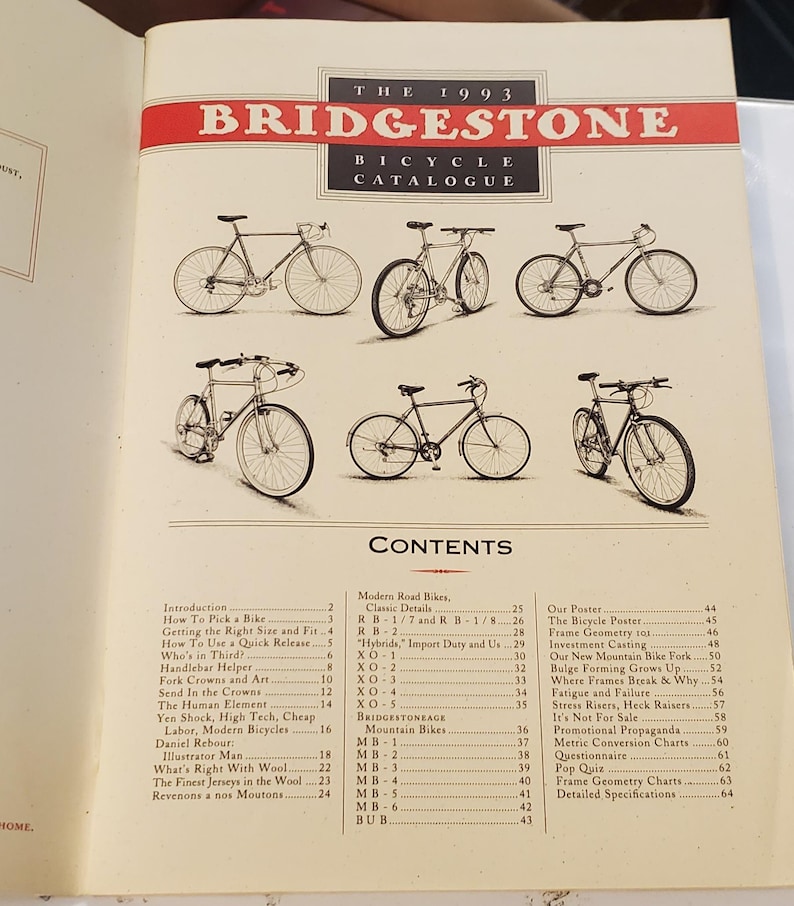 OUST,
HOME.
THE 1993
BRIDGESTONE
BICYCLE
CATALOGUE
CONTENTS
Introduction ........................ 2
How To Pick a Bike ............... 3
Getting the Right Size and Fit .. 4
How To Use a Quick Release ..... 5
Who's in Third? .................... 6
Handlebar Helper .................. 8
Fork Crowns and Art ............. 10
Send In the Crowns ............... 12
The Human Element .............. 14
Yen Shock, High Tech, Cheap
Labor, Modern Bicycles ........ 16
Daniel Rebour:
Illustrator Man .................. 18
What's Right With Wool ......... 22
The Finest Jerseys in the Wool .... 23
Revenons a nos Moutons .......... 24
Modern Road Bikes,
Classic Details .................. 25
R B - 1 / 7 and R B - 1 / 8 ..... 26
R B - 2 ............................ 28
"Hybrids," Import Duty and Us ... 29
X O - 1 ............................ 30
X O - 2 ............................ 32
X O - 3 ............................ 33
X O - 4 ............................ 34
X O - 5 ............................ 35
BRIDGESTONEAGE
Mountain Bikes .................. 36
M B - 1 ............................ 37
M B - 2 ............................ 38
M B - 3 ............................ 39
M B - 4 ............................ 40
M B - 5 ............................ 41
M B - 6 ............................ 42
B U B .............................. 43
Our Poster ......................... 44
The Bicycle Poster ................ 45
Frame Geometry 101 .............. 46
Investment Casting ............... 48
Our New Mountain Bike Fork ..... 50
Bulge Forming Grows Up ........ 52
Where Frames Break & Why ... 54
Fatigue and Failure ............... 56
Stress Risers, Heck Raisers ...... 57
It's Not For Sale .................. 58
Promotional Propaganda ......... 59
Metric Conversion Charts ....... 60
Questionnaire ..................... 61
Pop Quiz ........................... 62
Frame Geometry Charts .......... 63
Detailed Specifications ........... 64